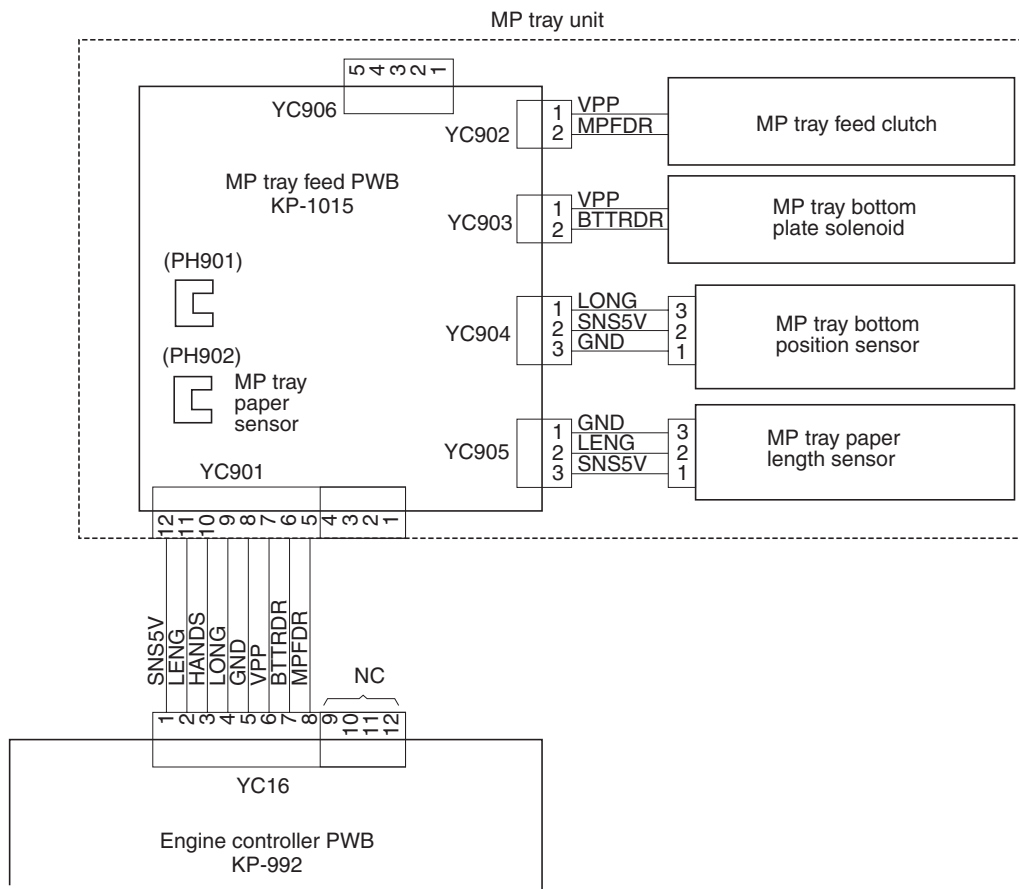 MP tray unit
5 4 3 2 1
YC906
YC902
1 VPP
2 MPFDR
MP tray feed clutch
MP tray feed PWB
KP-1015
YC903
1 VPP
2 BTTRDR
MP tray bottom
plate solenoid
(PH901)
YC904
1 LONG 3
2 SNS5V 2
3 GND 1
MP tray bottom
position sensor
(PH902)
MP tray
paper
sensor
YC905
1 GND 3
2 LENG 2
3 SNS5V 1
MP tray paper
length sensor
YC901
12 11 10 9 8 7 6 5 4 3 2 1
SNS5V
LENG
HANDS
LONG
GND
VPP
BTTRDR
MPFDR
NC
1 2 3 4 5 6 7 8 9 10 11 12
YC16
Engine controller PWB
KP-992